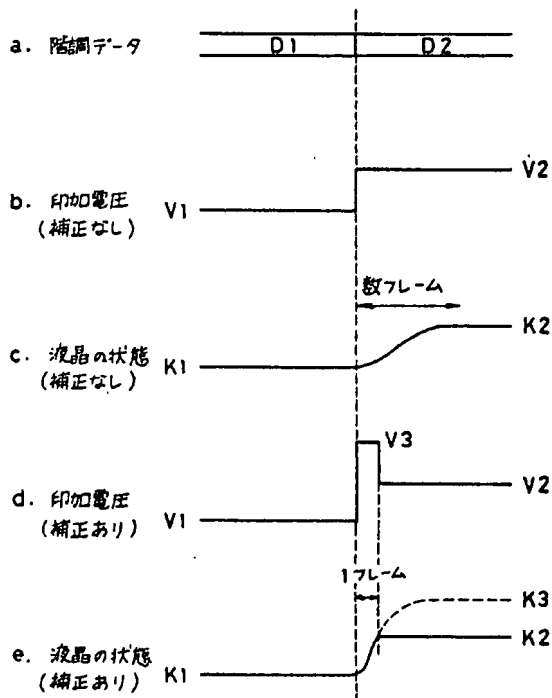 a. 階調データ D1 D2
V2
b. 印加電圧 V1
(補正なし)
数フレーム
K2
c. 液晶の状態 K1
(補正なし)
V3
V2
d. 印加電圧 V1
(補正あり)
1フレーム
K3
K2
e. 液晶の状態 K1
(補正あり)